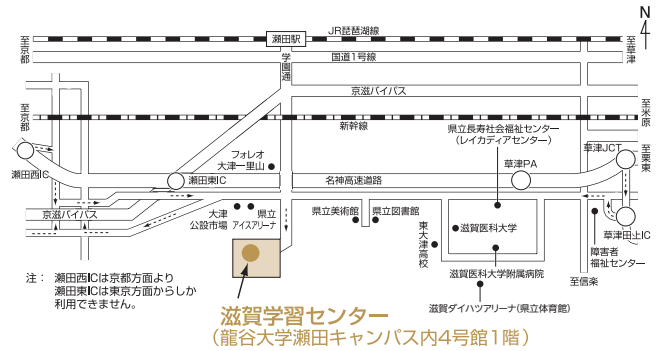 N
JR琵琶湖線
瀬田駅
至京都
至草津
国道1号線
学園通
京滋バイパス
至京都
至米原
新幹線
県立長寿社会福祉センター
（レイカディアセンター）
草津JCT
至栗東
フォレオ
大津一里山
草津PA
瀬田西IC
瀬田東IC
名神高速道路
京滋バイパス
大津
公設市場
県立
アイスアリーナ
県立美術館
県立図書館
東大津高校
滋賀医科大学
草津田上IC
障害者
福祉センター
滋賀医科大学附属病院
至信楽
滋賀ダイハツアリーナ（県立体育館）
注： 瀬田西ICは京都方面より
瀬田東ICは東京方面からしか
利用できません。
滋賀学習センター
（龍谷大学瀬田キャンパス内4号館1階）